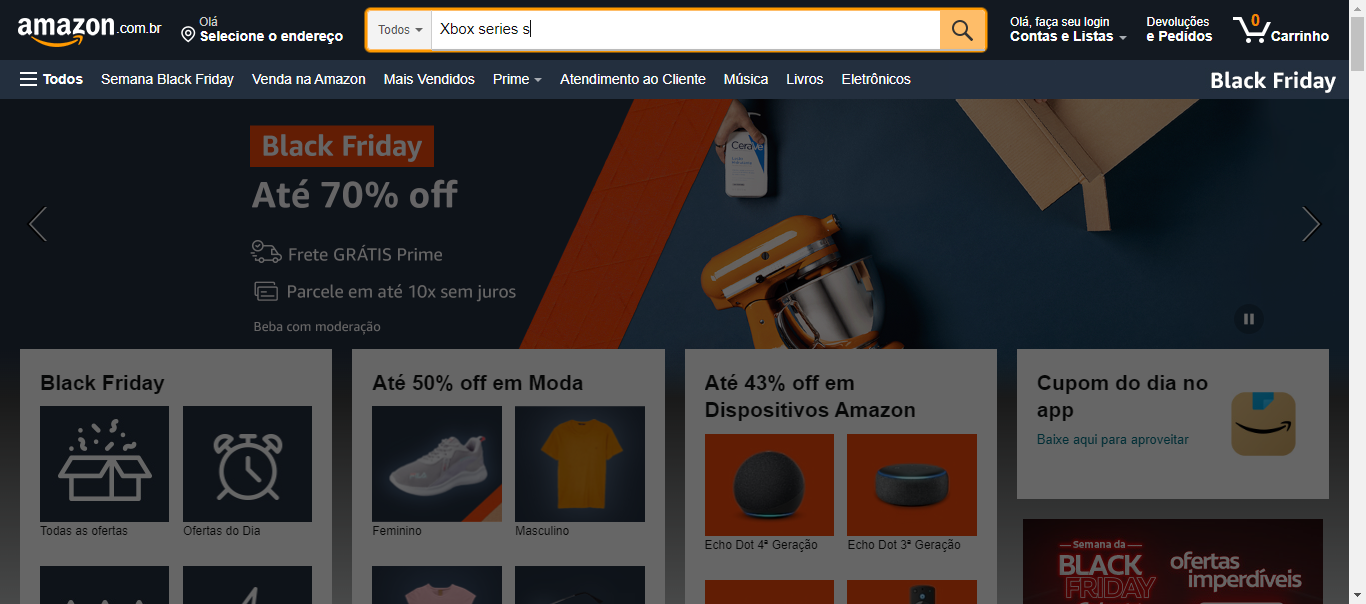 amazon.com.br
Olá
Selecione o endereço
Todos
Xbox series s
Olá, faça seu login
Contas e Listas
Devoluções
e Pedidos
0
Carrinho
Todos
Semana Black Friday
Venda na Amazon
Mais Vendidos
Prime
Atendimento ao Cliente
Música
Livros
Eletrônicos
Black Friday
Black Friday
Até 70% off
Frete GRÁTIS Prime
Parcele em até 10x sem juros
Beba com moderação
CeraVe
Black Friday
Todas as ofertas
Ofertas do Dia
Até 50% off em Moda
Feminino
Masculino
Até 43% off em
Dispositivos Amazon
Echo Dot 4ª Geração
Echo Dot 3ª Geração
Cupom do dia no
app
Baixe aqui para aproveitar
Semana da
BLACK
FRIDAY
ofertas
imperdíveis